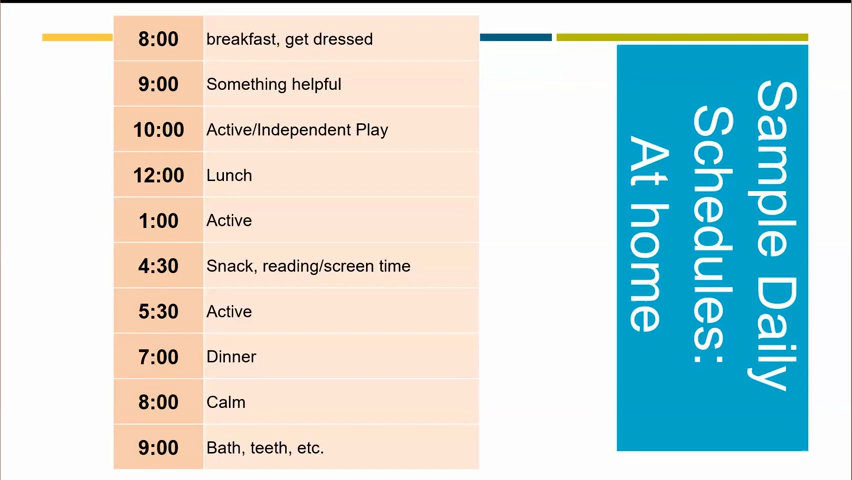 8:00 breakfast, get dressed
9:00 Something helpful
10:00 Active/Independent Play
12:00 Lunch
1:00 Active
4:30 Snack, reading/screen time
5:30 Active
7:00 Dinner
8:00 Calm
9:00 Bath, teeth, etc.
Sample Daily
Schedules:
At home